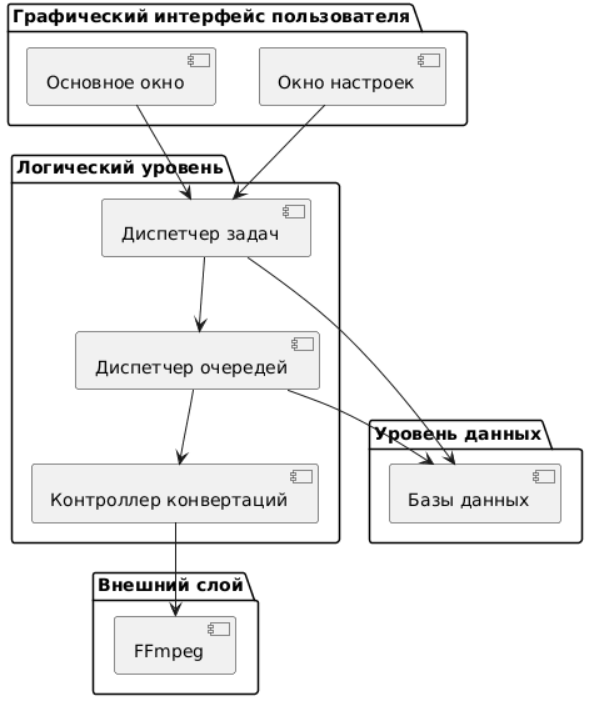 Графический интерфейс пользователя
Основное окно
Окно настроек
Логический уровень
Диспетчер задач
Диспетчер очередей
Уровень данных
Контроллер конвертаций
Базы данных
Внешний слой
FFmpeg